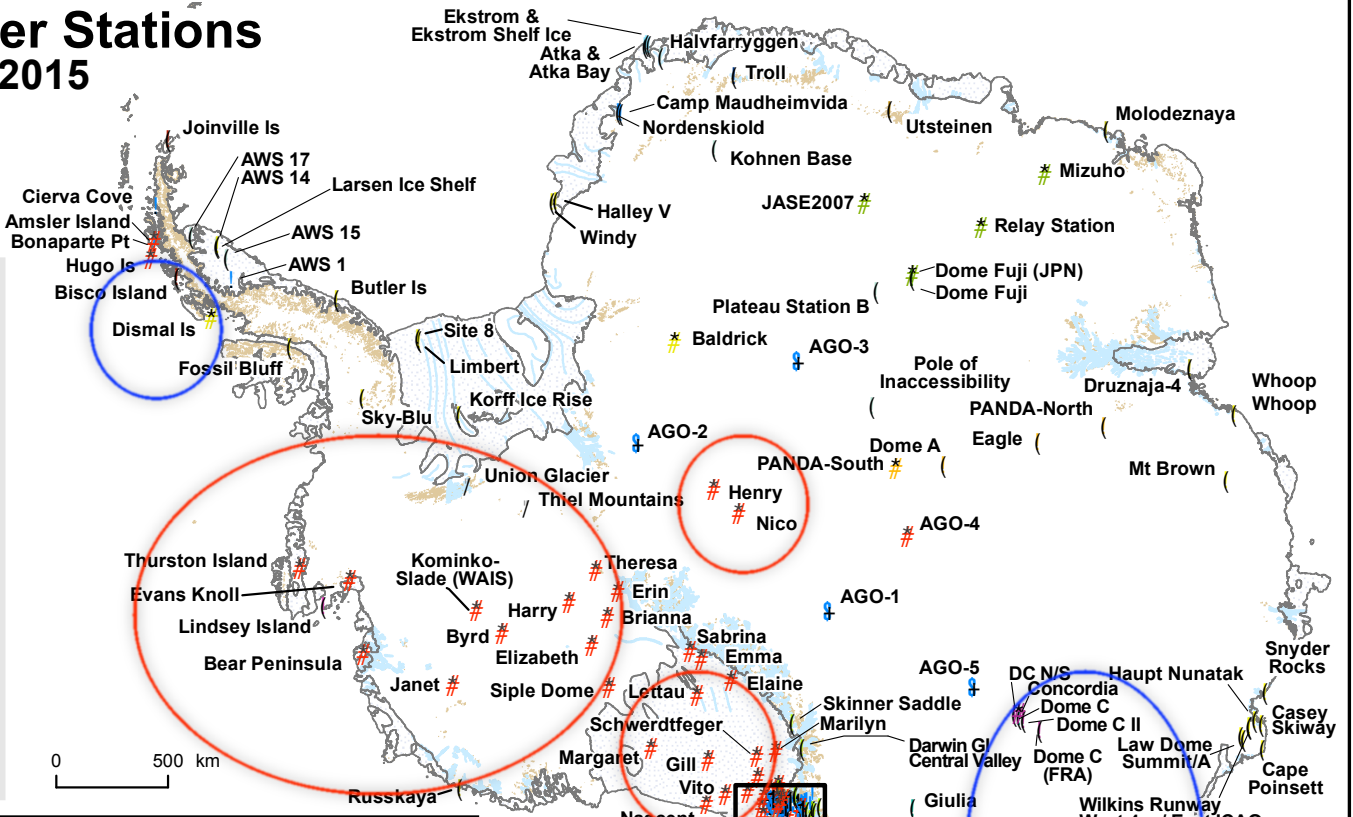 er Stations
2015
Ekstrom &
Ekstrom Shelf Ice
Atka &
Atka Bay
Halvfarryggen
Troll
Camp Maudheimvida
Nordenskiold
Utsteinen
Molodeznaya
Kohnen Base
Mizuho
Joinville Is
AWS 17
AWS 14
Larsen Ice Shelf
Cierva Cove
Amsler Island
Bonaparte Pt
Hugo Is
AWS 15
AWS 1
Halley V
Windy
JASE2007
Relay Station
Bisco Island
Butler Is
Dome Fuji (JPN)
Dome Fuji
Plateau Station B
Dismal Is
Site 8
Limbert
Baldrick
AGO-3
Fossil Bluff
Pole of
Inaccessibility
Druznaja-4
Whoop
Whoop
Sky-Blu
Korff Ice Rise
PANDA-North
AGO-2
Eagle
Dome A
PANDA-South
Mt Brown
Union Glacier
Thiel Mountains
Henry
Nico
AGO-4
Thurston Island
Kominko-
Slade (WAIS)
Theresa
Evans Knoll
Harry
Erin
AGO-1
Lindsey Island
Byrd
Brianna
Bear Peninsula
Elizabeth
Sabrina
Emma
Snyder
Rocks
Janet
Siple Dome
Lettau
Elaine
AGO-5
DC N/S
Concordia
Dome C
Dome C II
Haupt Nunatak
Schwerdtfeger
Skinner Saddle
Marilyn
Casey
Skiway
Margaret
Gill
Darwin Gl
Central Valley
Dome C
(FRA)
Law Dome
Summit/A
0 500 km
Vito
Cape
Poinsett
Russkaya
Giulia
Wilkins Runway